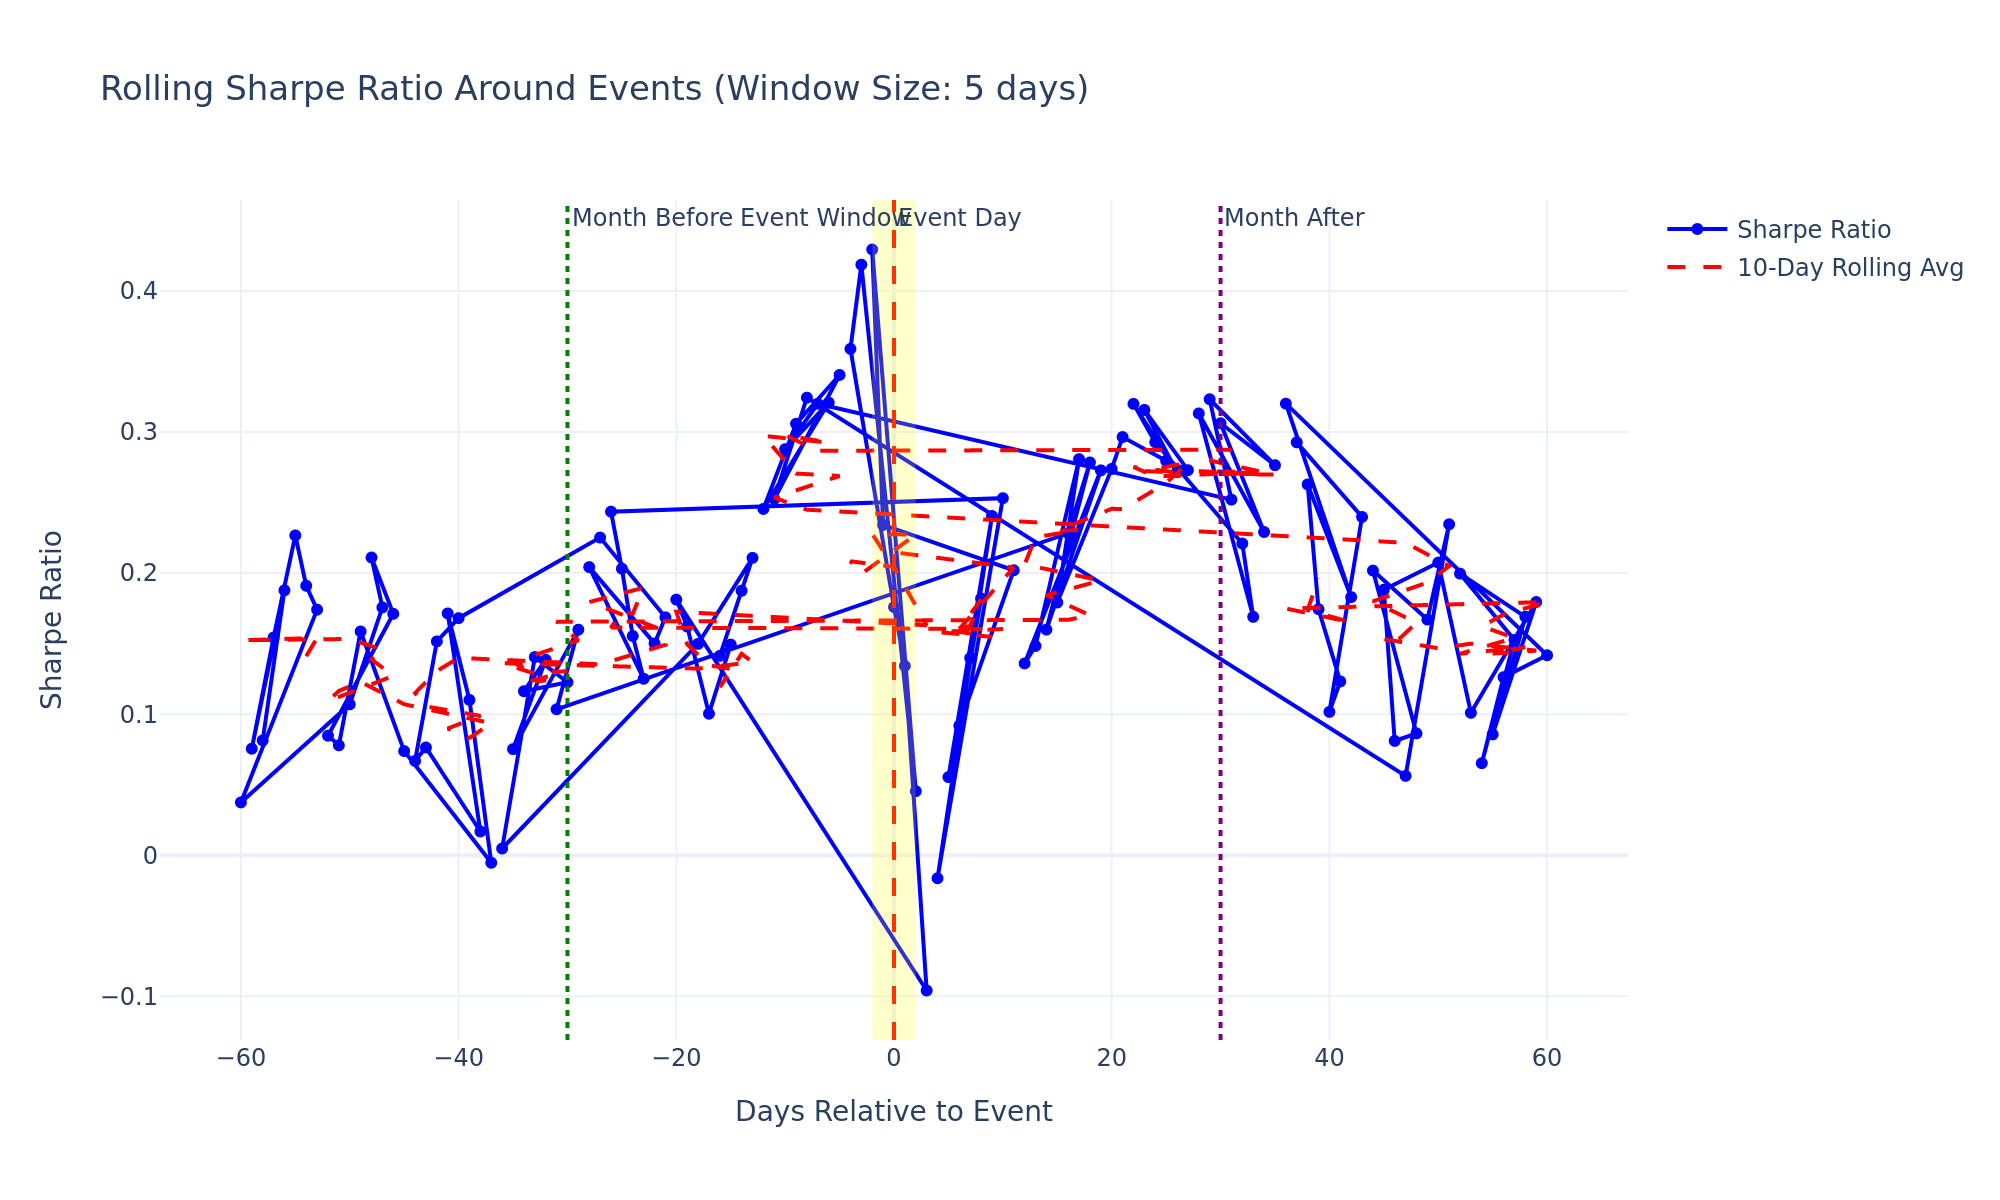 Rolling Sharpe Ratio Around Events (Window Size: 5 days)
Month Before Event Window
Event Day
Month After
Sharpe Ratio
10-Day Rolling Avg
Sharpe Ratio
0.4
0.3
0.2
0.1
0
−0.1
−60
−40
−20
0
20
40
60
Days Relative to Event